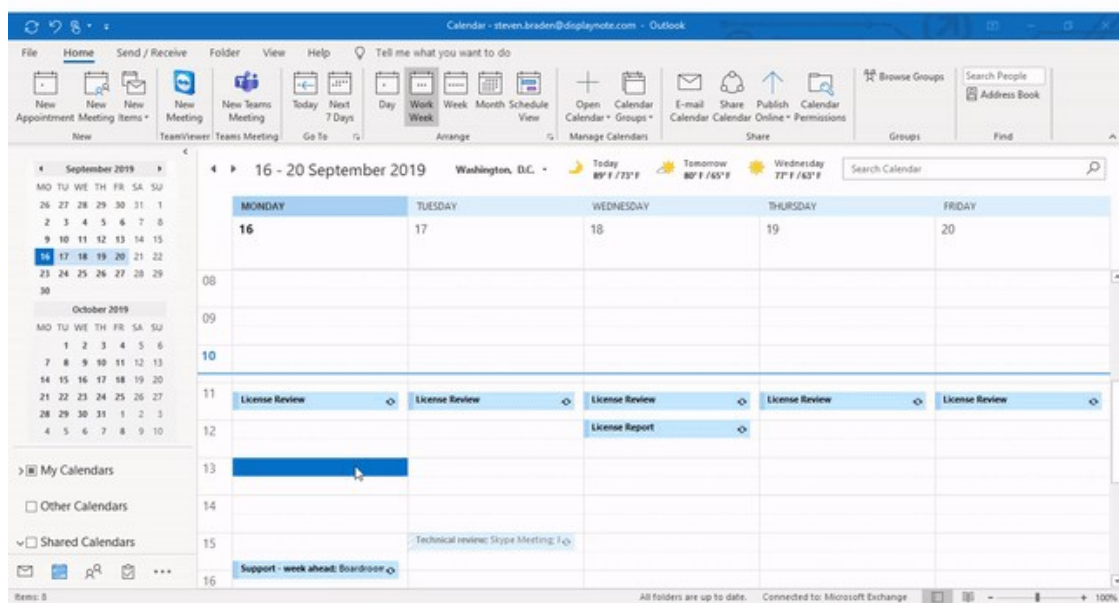 Calendar - steven.braden@displaynote.com - Outlook
File Home Send / Receive Folder View Help Tell me what you want to do
New Appointment
New Meeting
New Items
New
New Meeting
TeamViewer
New Teams Meeting
Teams Meeting
Today
Next 7 Days
Go To
Day
Work Week
Week
Month
Schedule View
Arrange
Open Calendar
Calendar Groups
Manage Calendars
E-mail Calendar
Share Calendar
Publish Online
Calendar Permissions
Share
Browse Groups
Groups
Search People
Address Book
Find
September 2019
MO TU WE TH FR SA SU
26 27 28 29 30 31 1
2 3 4 5 6 7 8
9 10 11 12 13 14 15
16 17 18 19 20 21 22
23 24 25 26 27 28 29
30
October 2019
MO TU WE TH FR SA SU
1 2 3 4 5 6
7 8 9 10 11 12 13
14 15 16 17 18 19 20
21 22 23 24 25 26 27
28 29 30 31 1 2 3
4 5 6 7 8 9 10
My Calendars
Other Calendars
Shared Calendars
16 - 20 September 2019 Washington, D.C. Today 89° F / 73° F Tomorrow 80° F / 65° F Wednesday 77° F / 63° F Search Calendar
MONDAY TUESDAY WEDNESDAY THURSDAY FRIDAY
16 17 18 19 20
08
09
10
11 License Review License Review License Review License Review License Review
License Report
12
13
14
Technical review; Skype Meeting;
15
Support - week ahead; Boardroom
16
Items: 8 All folders are up to date. Connected to: Microsoft Exchange 100%